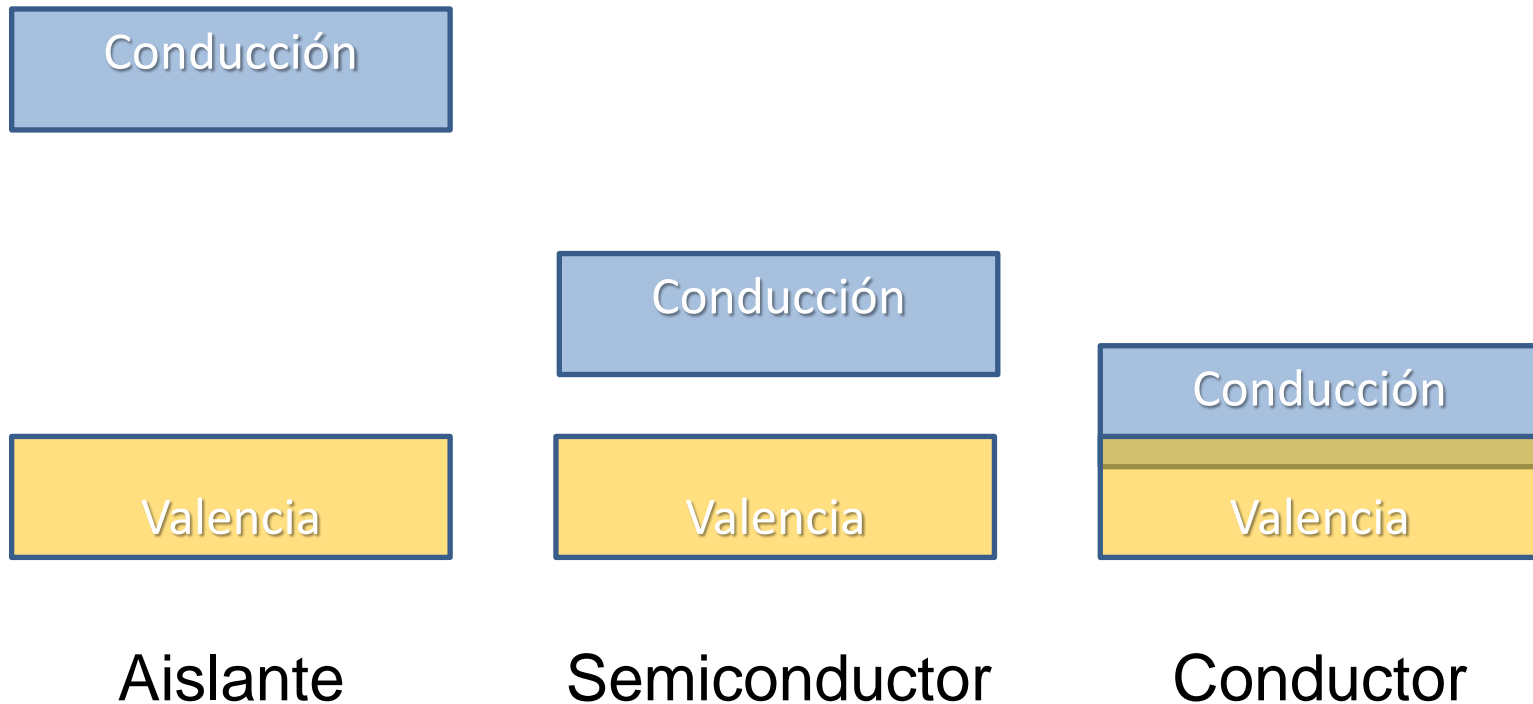 Conducción
Conducción
Conducción
Valencia
Valencia
Valencia
Aislante
Semiconductor
Conductor